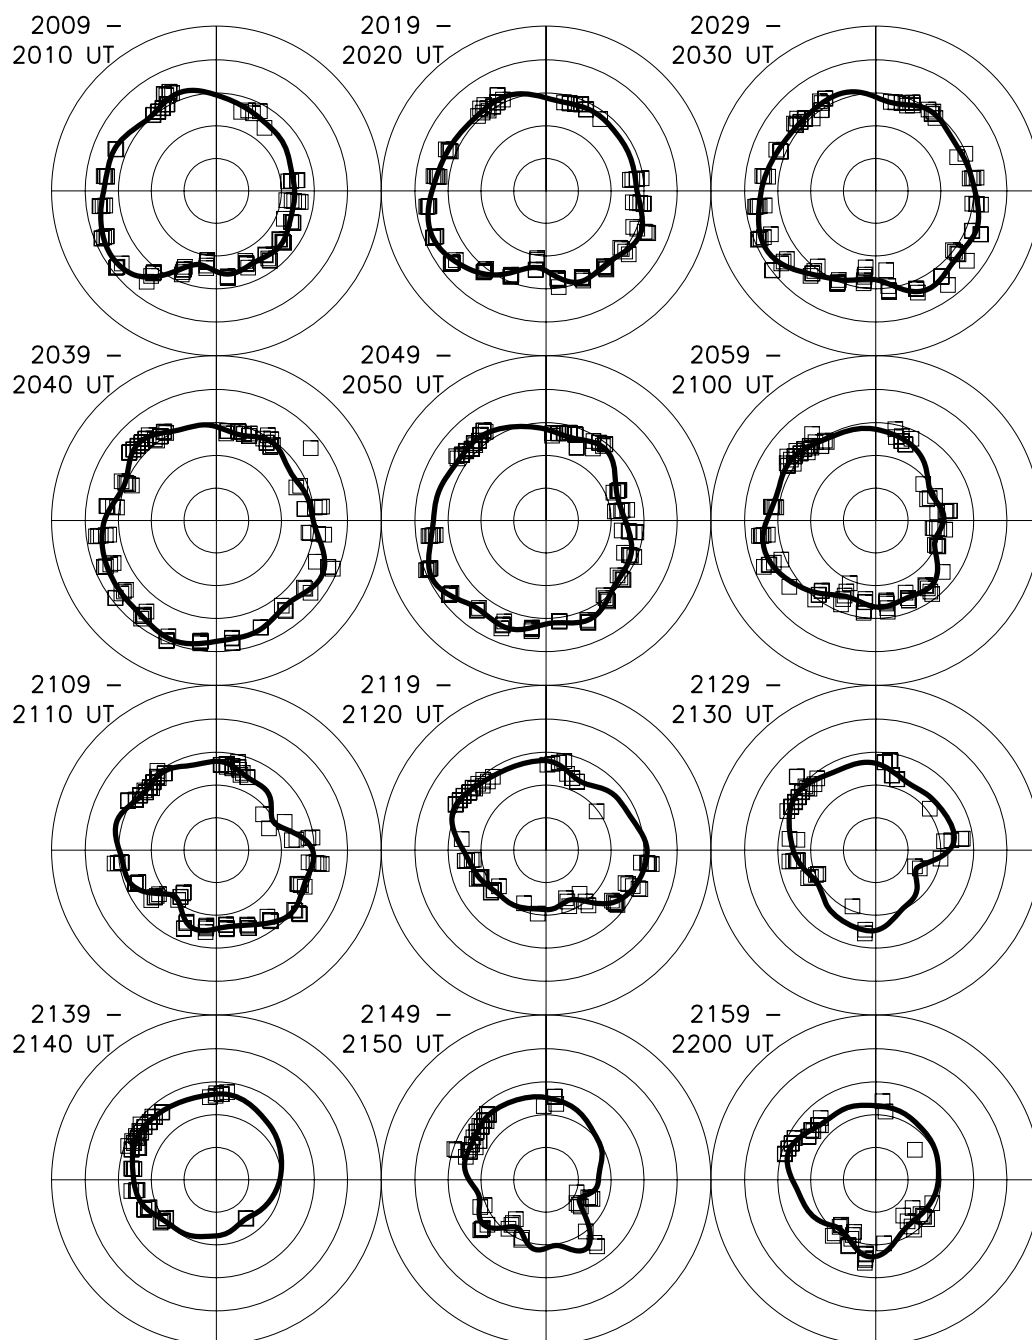 2009 –
2010 UT
2019 –
2020 UT
2029 –
2030 UT
2039 –
2040 UT
2049 –
2050 UT
2059 –
2100 UT
2109 –
2110 UT
2119 –
2120 UT
2129 –
2130 UT
2139 –
2140 UT
2149 –
2150 UT
2159 –
2200 UT